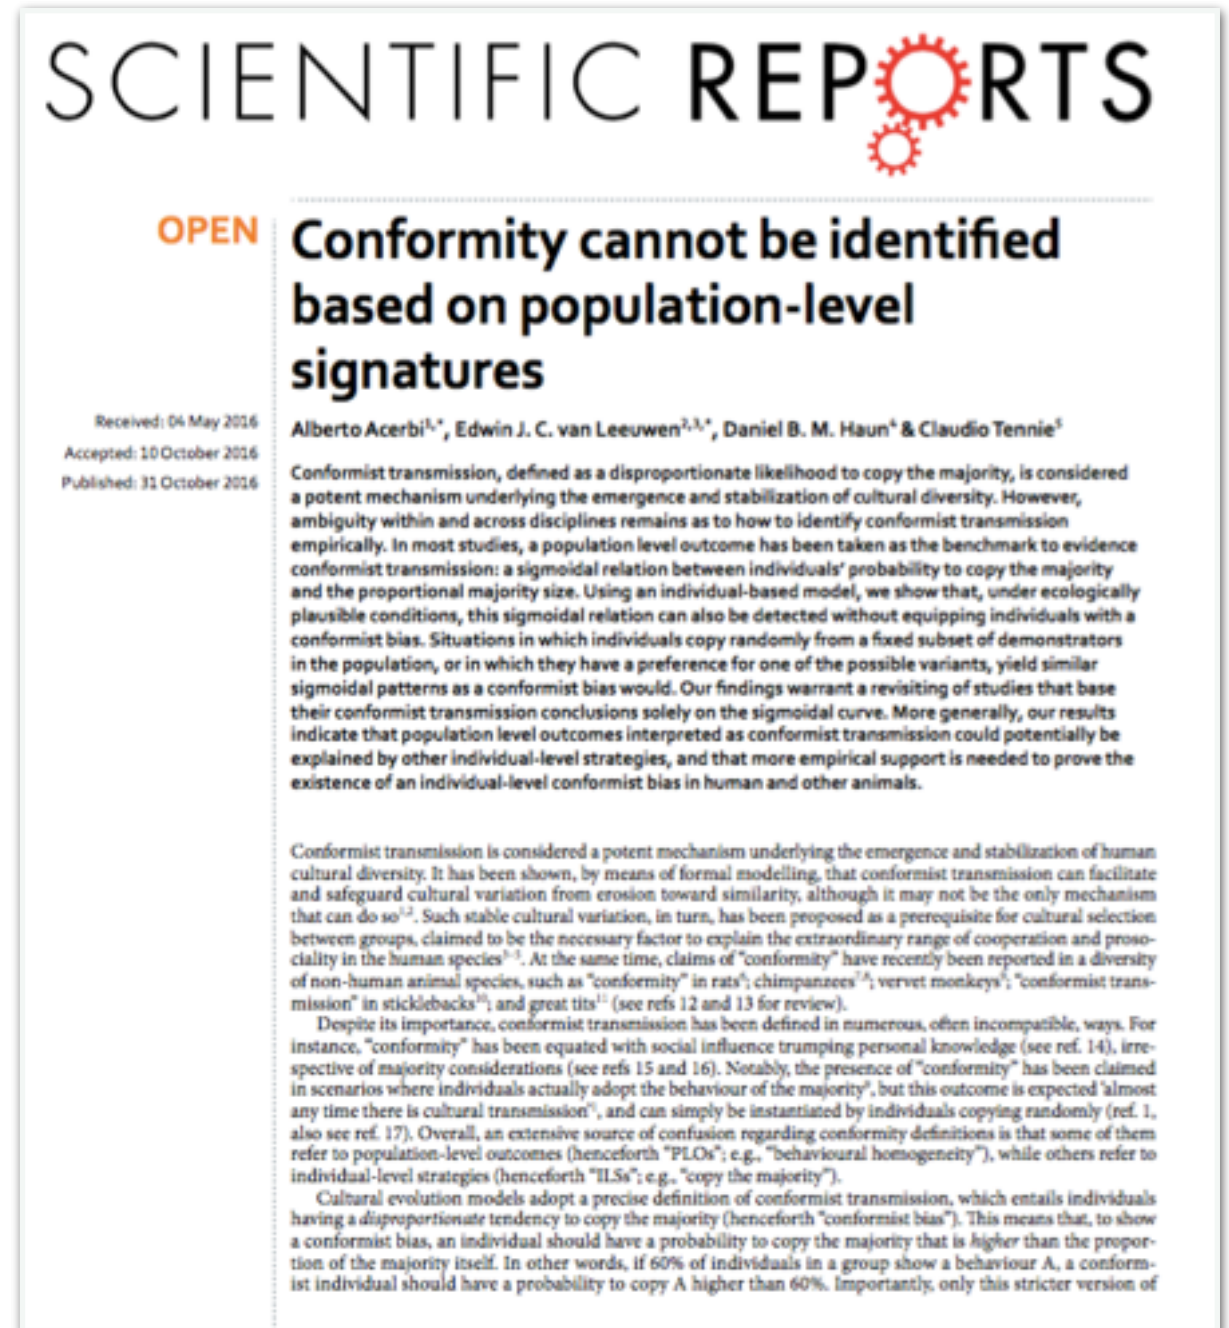 SCIENTIFIC REPORTS
OPEN
Conformity cannot be identified
based on population-level
signatures
Received: 04 May 2016
Accepted: 10 October 2016
Published: 31 October 2016
Alberto Acerbi1,*, Edwin J. C. van Leeuwen2,3,*, Daniel B. M. Haun4 & Claudio Tennie5
Conformist transmission, defined as a disproportionate likelihood to copy the majority, is considered
a potent mechanism underlying the emergence and stabilization of cultural diversity. However,
ambiguity within and across disciplines remains as to how to identify conformist transmission
empirically. In most studies, a population level outcome has been taken as the benchmark to evidence
conformist transmission: a sigmoidal relation between individuals' probability to copy the majority
and the proportional majority size. Using an individual-based model, we show that, under ecologically
plausible conditions, this sigmoidal relation can also be detected without equipping individuals with a
conformist bias. Situations in which individuals copy randomly from a fixed subset of demonstrators
in the population, or in which they have a preference for one of the possible variants, yield similar
sigmoidal patterns as a conformist bias would. Our findings warrant a revisiting of studies that base
their conformist transmission conclusions solely on the sigmoidal curve. More generally, our results
indicate that population level outcomes interpreted as conformist transmission could potentially be
explained by other individual-level strategies, and that more empirical support is needed to prove the
existence of an individual-level conformist bias in human and other animals.
Conformist transmission is considered a potent mechanism underlying the emergence and stabilization of human
cultural diversity. It has been shown, by means of formal modelling, that conformist transmission can facilitate
and safeguard cultural variation from erosion toward similarity, although it may not be the only mechanism
that can do so1,2. Such stable cultural variation, in turn, has been proposed as a prerequisite for cultural selection
between groups, claimed to be the necessary factor to explain the extraordinary range of cooperation and proso-
ciality in the human species3–5. At the same time, claims of "conformity" have recently been reported in a diversity
of non-human animal species, such as "conformity" in rats6; chimpanzees7,8; vervet monkeys9; "conformist trans-
mission" in sticklebacks10; and great tits11 (see refs 12 and 13 for review).
Despite its importance, conformist transmission has been defined in numerous, often incompatible, ways. For
instance, "conformity" has been equated with social influence trumping personal knowledge (see ref. 14), irre-
spective of majority considerations (see refs 15 and 16). Notably, the presence of "conformity" has been claimed
in scenarios where individuals actually adopt the behaviour of the majority, but this outcome is expected 'almost
any time there is cultural transmission', and can simply be instantiated by individuals copying randomly (ref. 1,
also see ref. 17). Overall, an extensive source of confusion regarding conformity definitions is that some of them
refer to population-level outcomes (henceforth "PLOs"; e.g., "behavioural homogeneity"), while others refer to
individual-level strategies (henceforth "ILSs"; e.g., "copy the majority").
Cultural evolution models adopt a precise definition of conformist transmission, which entails individuals
having a disproportionate tendency to copy the majority (henceforth "conformist bias"). This means that, to show
a conformist bias, an individual should have a probability to copy the majority that is higher than the propor-
tion of the majority itself. In other words, if 60% of individuals in a group show a behaviour A, a conform-
ist individual should have a probability to copy A higher than 60%. Importantly, only this stricter version of